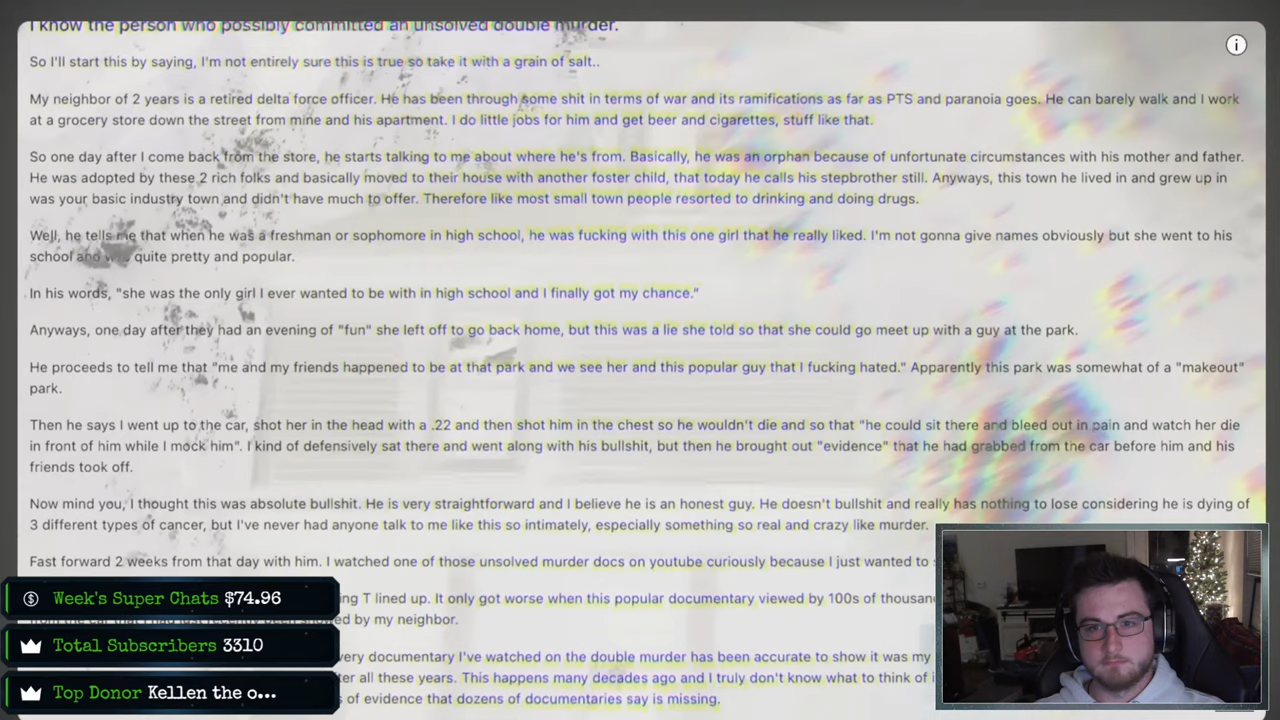 I know the person who possibly committed an unsolved double murder.
So I'll start this by saying, I'm not entirely sure this is true so take it with a grain of salt..
My neighbor of 2 years is a retired delta force officer. He has been through some shit in terms of war and its ramifications as far as PTS and paranoia goes. He can barely walk and I work
at a grocery store down the street from mine and his apartment. I do little jobs for him and get beer and cigarettes, stuff like that.
So one day after I come back from the store, he starts talking to me about where he's from. Basically, he was an orphan because of unfortunate circumstances with his mother and father.
He was adopted by these 2 rich folks and basically moved to their house with another foster child, that today he calls his stepbrother still. Anyways, this town he lived in and grew up in
was your basic industry town and didn't have much to offer. Therefore like most small town people resorted to drinking and doing drugs.
Well, he tells me that when he was a freshman or sophomore in high school, he was fucking with this one girl that he really liked. I'm not gonna give names obviously but she went to his
school and was quite pretty and popular.
In his words, "she was the only girl I ever wanted to be with in high school and I finally got my chance."
Anyways, one day after they had an evening of "fun" she left off to go back home, but this was a lie she told so that she could go meet up with a guy at the park.
He proceeds to tell me that "me and my friends happened to be at that park and we see her and this popular guy that I fucking hated." Apparently this park was somewhat of a "makeout"
park.
Then he says I went up to the car, shot her in the head with a .22 and then shot him in the chest so he wouldn't die and so that "he could sit there and bleed out in pain and watch her die
in front of him while I mock him". I kind of defensively sat there and went along with his bullshit, but then he brought out "evidence" that he had grabbed from the car before him and his
friends took off.
Now mind you, I thought this was absolute bullshit. He is very straightforward and I believe he is an honest guy. He doesn't bullshit and really has nothing to lose considering he is dying of
3 different types of cancer, but I've never had anyone talk to me like this so intimately, especially something so real and crazy like murder.
Fast forward 2 weeks from that day with him. I watched one of those unsolved murder docs on youtube curiously because I just wanted to
T lined up. It only got worse when this popular documentary viewed by 100s of
by my neighbor.
documentary I've watched on the double murder has been accurate to show it was my
all these years. This happens many decades ago and I truly don't know what to think of
of evidence that dozens of documentaries say is missing.
Week's Super Chats $74.96
Total Subscribers 3310
Top Donor Kellen the o...